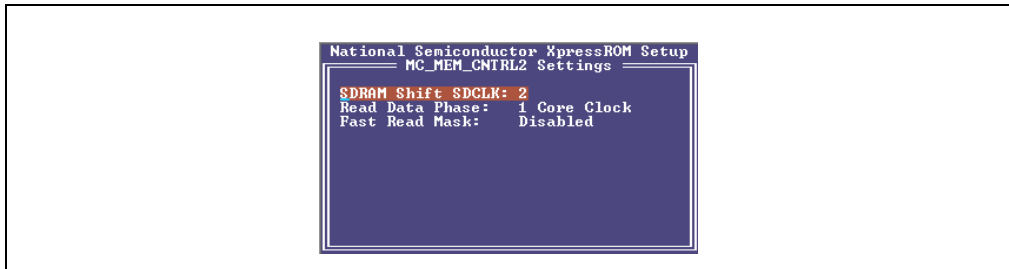 National Semiconductor XpressROM Setup
MC_MEM_CNTRL2 Settings
SDRAM Shift SDCLK: 2
Read Data Phase: 1 Core Clock
Fast Read Mask: Disabled